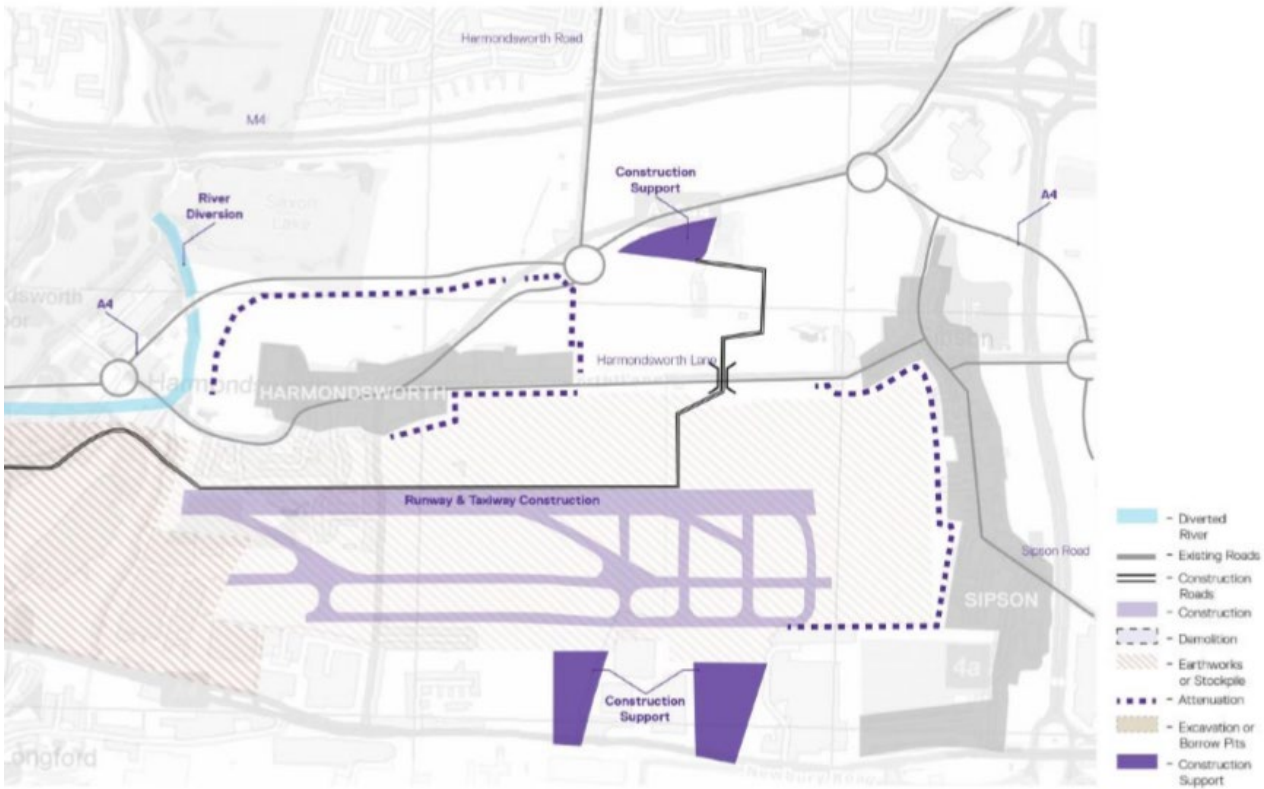 Harmondsworth Road
M4
Construction
Support
River
Diversion
A4
A4
HARMONDSWORTH
Harmondsworth Lane
Runway & Taxiway Construction
Sipson Road
SIPSON
4a
Construction
Support
- Diverted
River
- Existing Roads
- Construction
Roads
- Construction
- Demolition
- Earthworks
or Stockpile
- Attenuation
- Excavation or
Borrow Pits
- Construction
Support